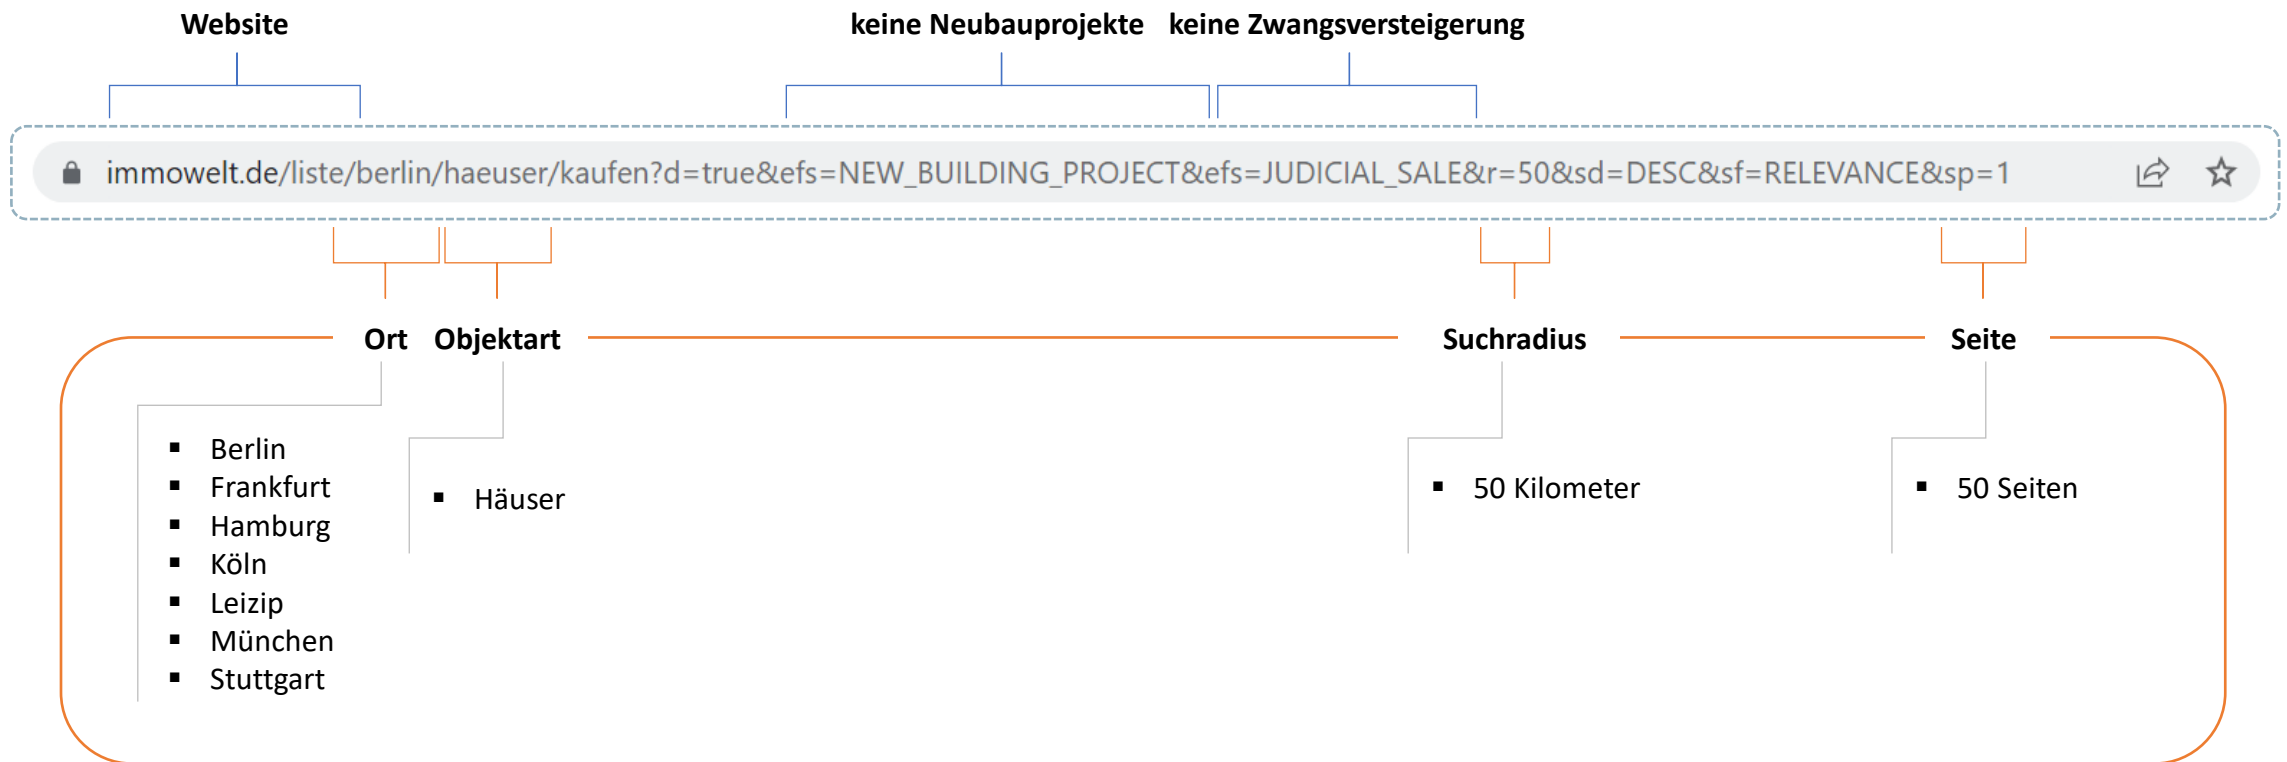 Website
keine Neubauprojekte
keine Zwangsversteigerung
immowelt.de/liste/berlin/haeuser/kaufen?d=true&efs=NEW_BUILDING_PROJECT&efs=JUDICIAL_SALE&r=50&sd=DESC&sf=RELEVANCE&sp=1
Ort
Objektart
Suchradius
Seite
▪ Berlin
▪ Frankfurt
▪ Hamburg
▪ Köln
▪ Leizip
▪ München
▪ Stuttgart
▪ Häuser
▪ 50 Kilometer
▪ 50 Seiten